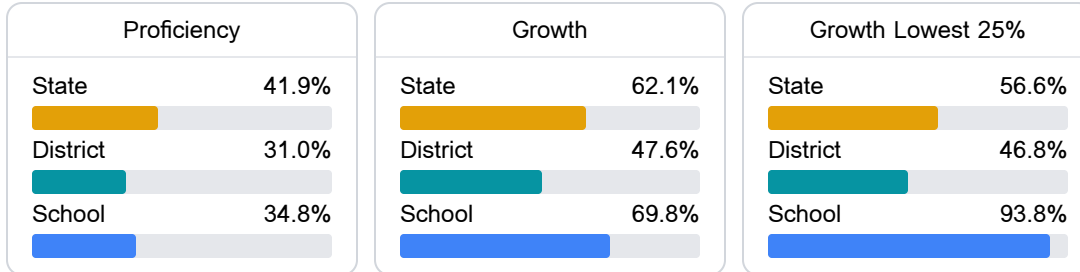 Proficiency
State 41.9%
District 31.0%
School 34.8%
Growth
State 62.1%
District 47.6%
School 69.8%
Growth Lowest 25%
State 56.6%
District 46.8%
School 93.8%